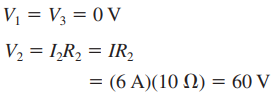 V₁ = V₃ = 0 V
V₂ = I₂R₂ = IR₂
= (6 A)(10 Ω) = 60 V